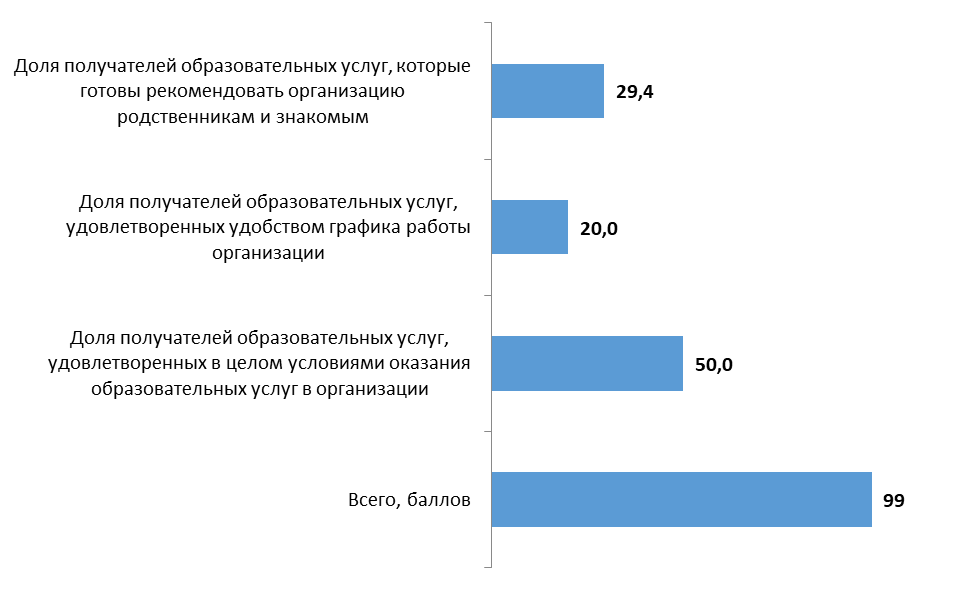 Доля получателей образовательных услуг, которые
готовы рекомендовать организацию
родственникам и знакомым
29,4
Доля получателей образовательных услуг,
удовлетворенных удобством графика работы
организации
20,0
Доля получателей образовательных услуг,
удовлетворенных в целом условиями оказания
образовательных услуг в организации
50,0
Всего, баллов
99